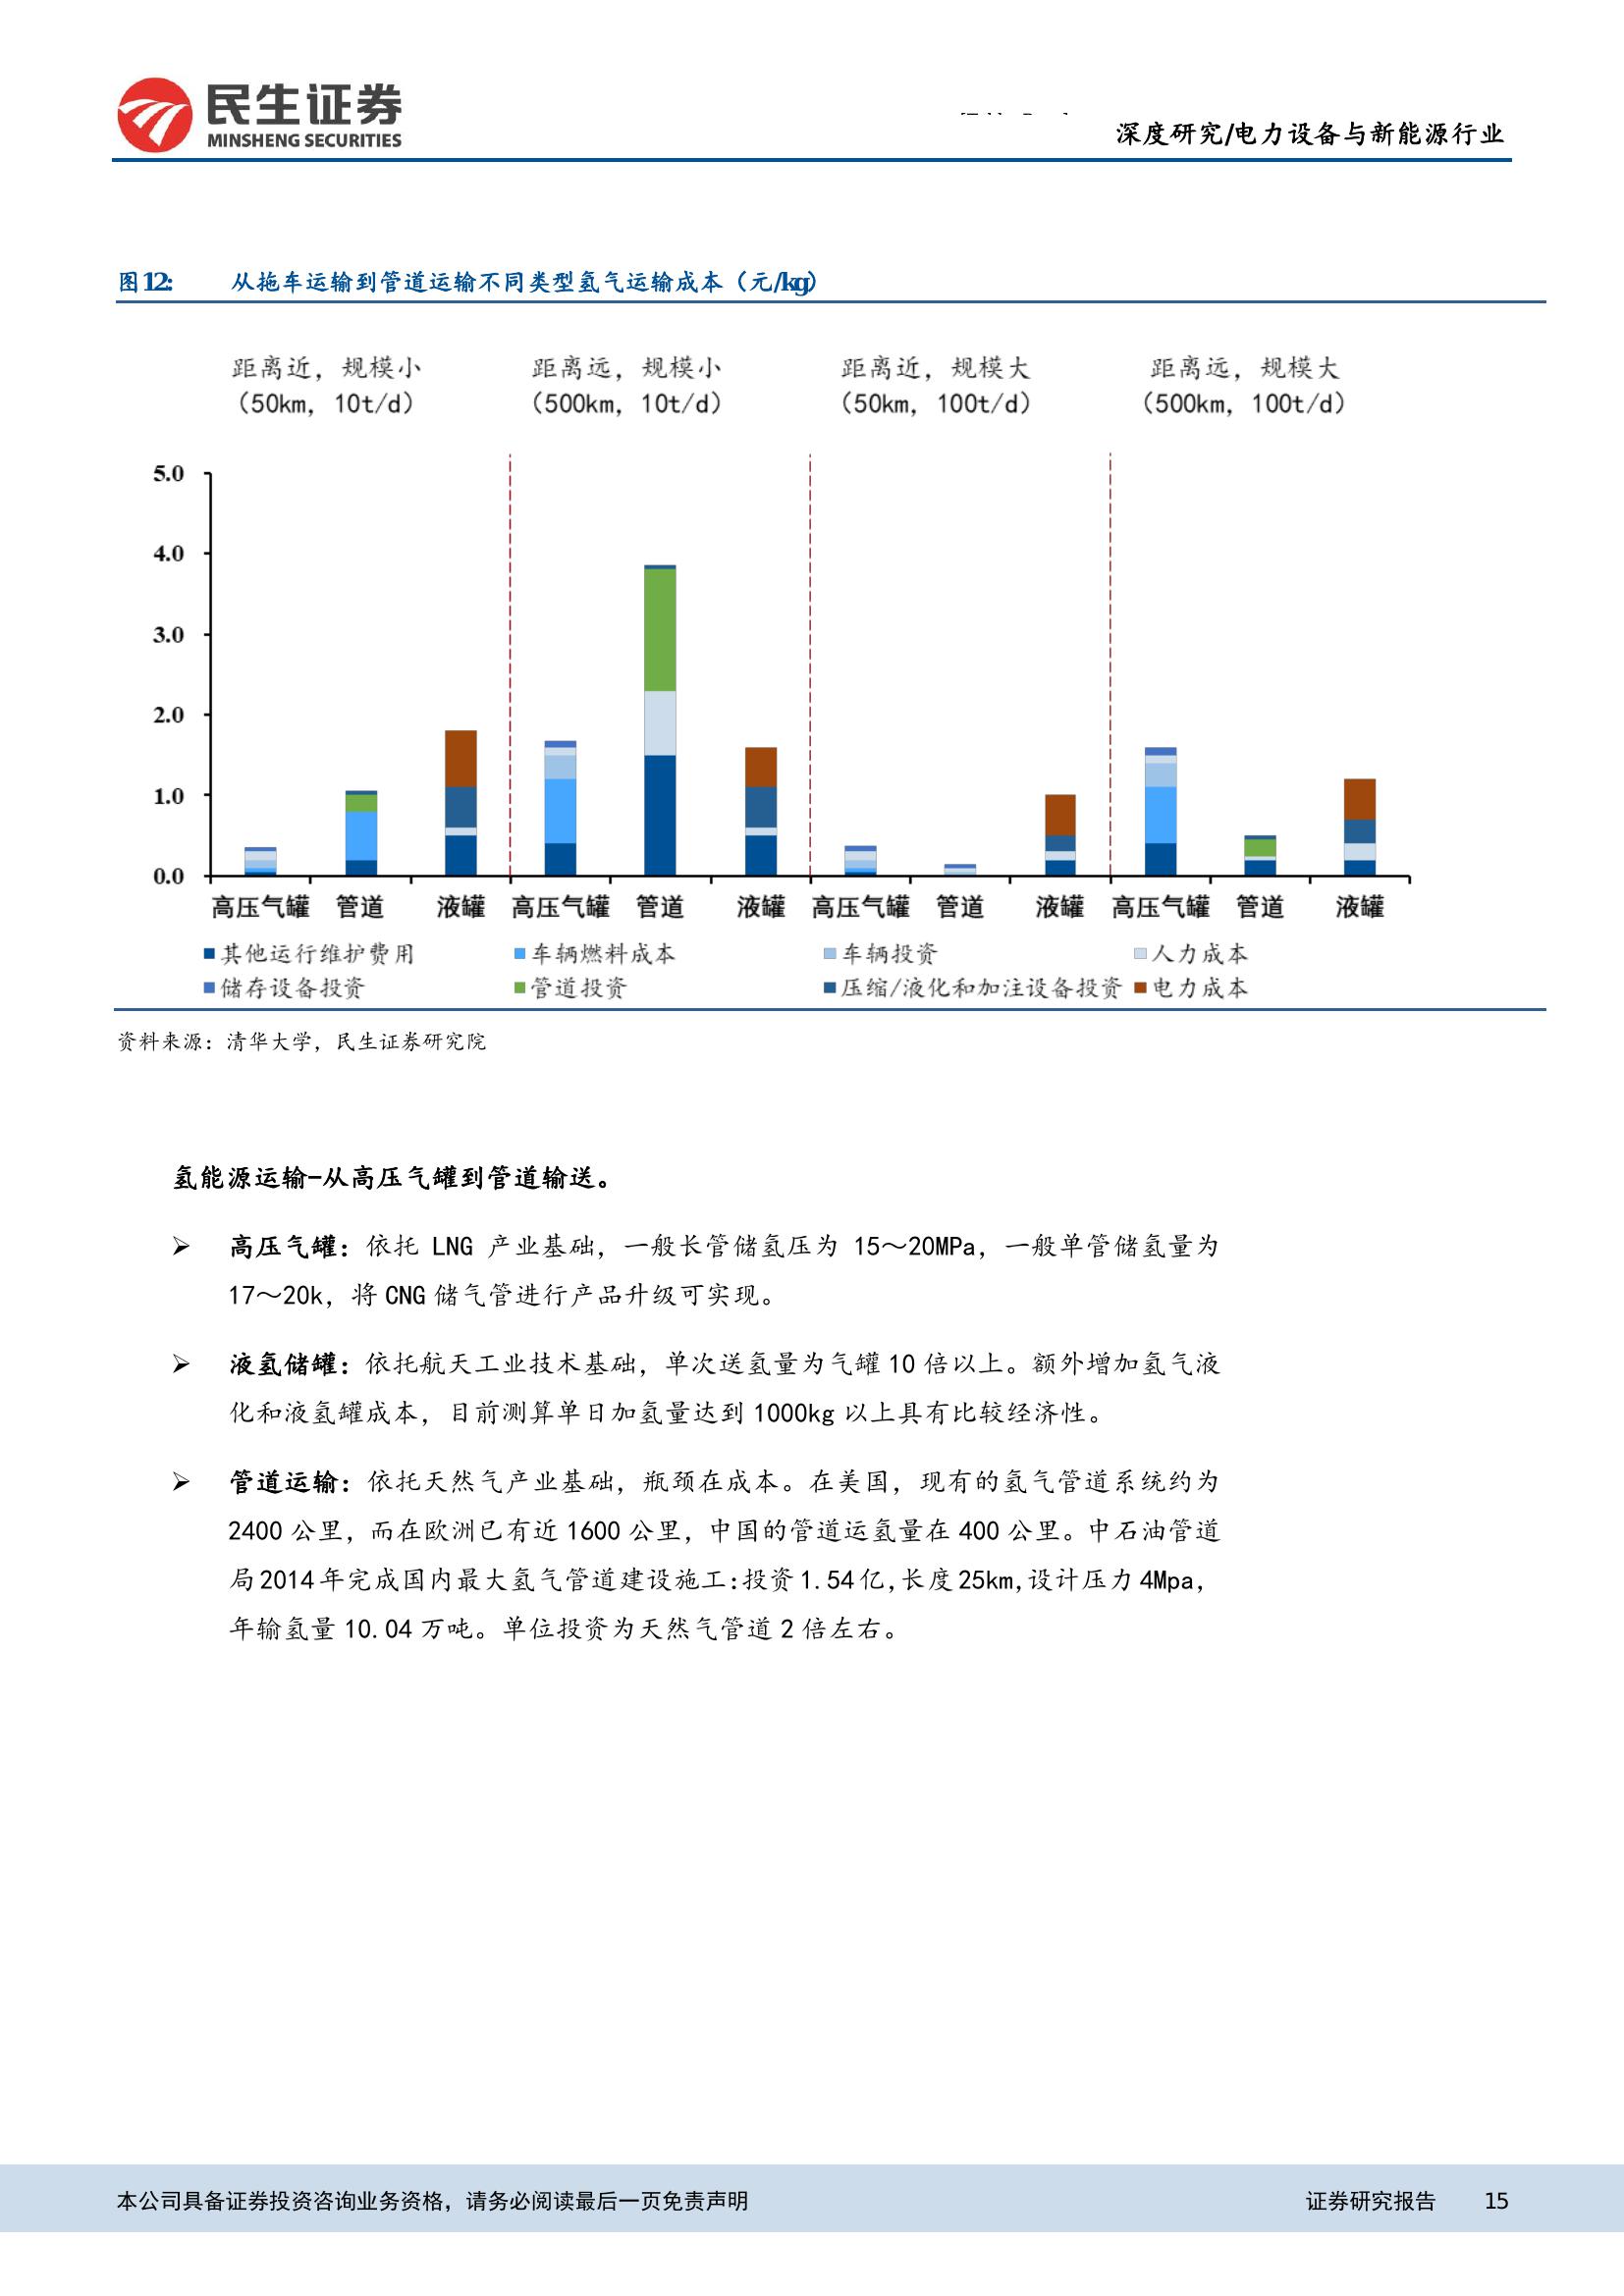 民生证券
MINSHENG SECURITIES
深度研究/电力设备与新能源行业
图12: 从拖车运输到管道运输不同类型氢气运输成本（元/kg）
距离近，规模小 距离远，规模小 距离近，规模大 距离远，规模大
（50km，10t/d） （500km，10t/d） （50km，100t/d） （500km，100t/d）
5.0
4.0
3.0
2.0
1.0
0.0
高压气罐 管道 液罐 高压气罐 管道 液罐 高压气罐 管道 液罐 高压气罐 管道 液罐
其他运行维护费用 车辆燃料成本 车辆投资 人力成本
储存设备投资 管道投资 压缩/液化和加注设备投资 电力成本
资料来源：清华大学，民生证券研究院
氢能源运输-从高压气罐到管道输送。
➢ 高压气罐：依托 LNG 产业基础，一般长管储氢压为 15～20MPa，一般单管储氢量为
17～20k，将 CNG 储气管进行产品升级可实现。
➢ 液氢储罐：依托航天工业技术基础，单次送氢量为气罐 10 倍以上。额外增加氢气液
化和液氢罐成本，目前测算单日加氢量达到 1000kg 以上具有比较经济性。
➢ 管道运输：依托天然气产业基础，瓶颈在成本。在美国，现有的氢气管道系统约为
2400 公里，而在欧洲已有近 1600 公里，中国的管道运氢量在 400 公里。中石油管道
局 2014 年完成国内最大氢气管道建设施工:投资 1.54 亿,长度 25km,设计压力 4Mpa,
年输氢量 10.04 万吨。单位投资为天然气管道 2 倍左右。
本公司具备证券投资咨询业务资格，请务必阅读最后一页免责声明 证券研究报告 15